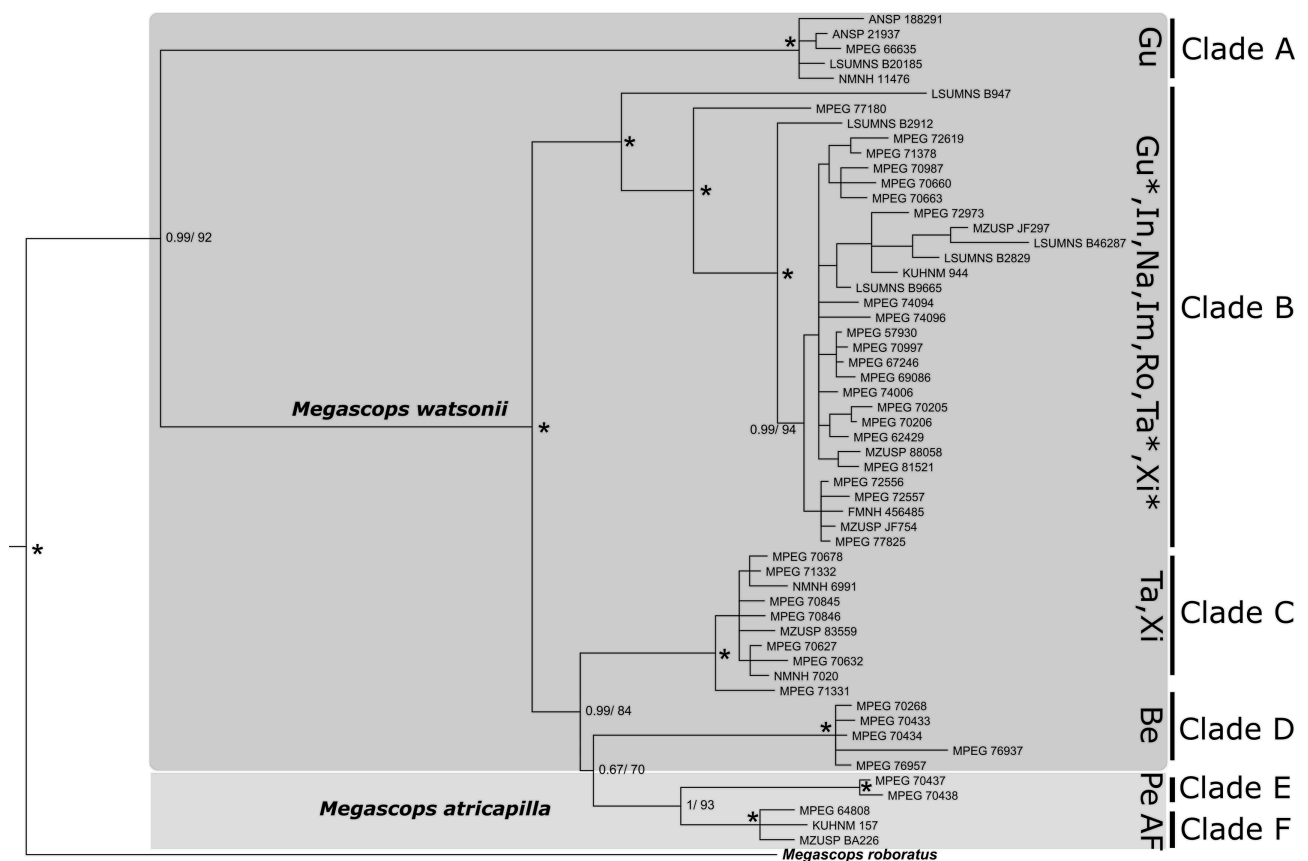 ANSP 188291
ANSP 21937
MPEG 66635
LSUMNS B20185
NMNH 11476
Gu
Clade A
LSUMNS B947
MPEG 77180
LSUMNS B2912
MPEG 72619
MPEG 71378
MPEG 70987
MPEG 70660
MPEG 70663
MPEG 72973
MZUSP JF297
LSUMNS B46287
LSUMNS B2829
KUHNM 944
LSUMNS B9665
MPEG 74094
MPEG 74096
MPEG 57930
MPEG 70997
MPEG 67246
MPEG 69086
MPEG 74006
MPEG 70205
MPEG 70206
MPEG 62429
MZUSP 88058
MPEG 81521
MPEG 72556
MPEG 72557
FMNH 456485
MZUSP JF754
MPEG 77825
Gu*,In,Na,Im,Ro,Ta*,Xi*
Clade B
0.99/ 92
Megascops watsonii
0.99/ 94
*
*
*
*
*
*
MPEG 70678
MPEG 71332
NMNH 6991
MPEG 70845
MPEG 70846
MZUSP 83559
MPEG 70627
MPEG 70632
NMNH 7020
MPEG 71331
*
Ta,Xi
Clade C
0.99/ 84
MPEG 70268
MPEG 70433
MPEG 70434
MPEG 76937
MPEG 76957
*
Be
Clade D
0.67/ 70
MPEG 70437
MPEG 70438
*
Pe
Clade E
Megascops atricapilla
1/ 93
MPEG 64808
KUHNM 157
MZUSP BA226
*
AF
Clade F
Megascops roboratus